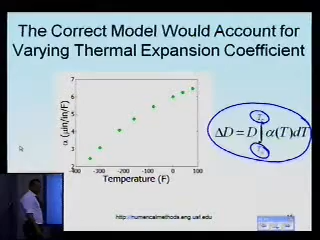 The Correct Model Would Account for
Varying Thermal Expansion Coefficient
α (μin/in/F)
7
6
5
4
3
2
-400 -300 -200 -100 0 100
Temperature (F)
ΔD = D ∫ α(T)dT
http://numericalmethods.eng.usf.edu